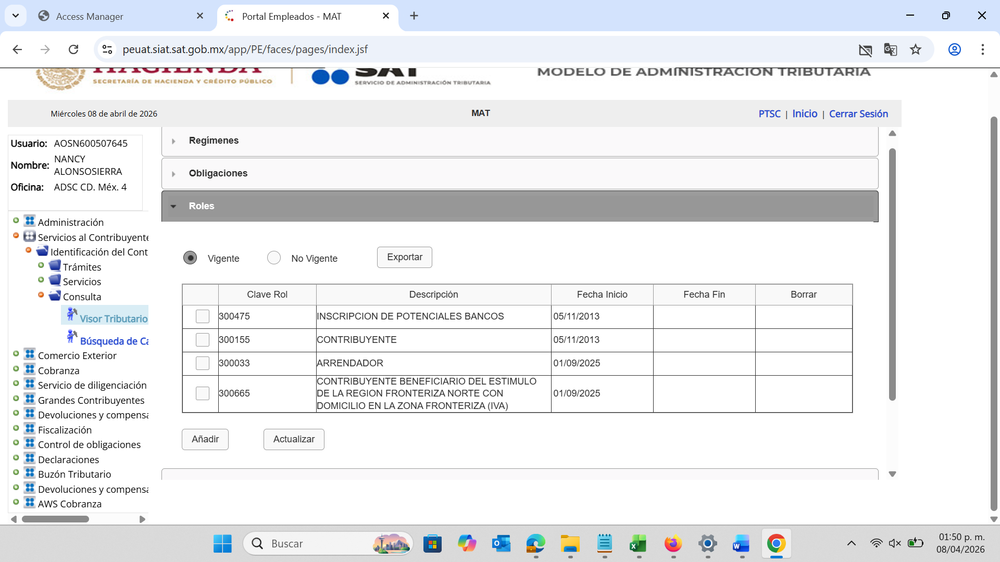 Access Manager
Portal Empleados - MAT
peuat.siat.sat.gob.mx/app/PE/faces/pages/index.jsf
HACIENDA
SECRETARÍA DE HACIENDA Y CRÉDITO PÚBLICO
SAT
SERVICIO DE ADMINISTRACIÓN TRIBUTARIA
MODELO DE ADMINISTRACIÓN TRIBUTARIA
Miércoles 08 de abril de 2026
MAT
PTSC | Inicio | Cerrar Sesión
Usuario: AOSN600507645
Nombre: NANCY ALONSOSIERRA
Oficina: ADSC CD. Méx. 4
Administración
Servicios al Contribuyente
Identificación del Cont
Trámites
Servicios
Consulta
Visor Tributario
Búsqueda de Ca
Comercio Exterior
Cobranza
Servicio de diligenciación
Grandes Contribuyentes
Devoluciones y compensa
Fiscalización
Control de obligaciones
Declaraciones
Buzón Tributario
Devoluciones y compensa
AWS Cobranza
Regímenes
Obligaciones
Roles
Vigente No Vigente Exportar
Clave Rol Descripción Fecha Inicio Fecha Fin Borrar
300475 INSCRIPCION DE POTENCIALES BANCOS 05/11/2013
300155 CONTRIBUYENTE 05/11/2013
300033 ARRENDADOR 01/09/2025
300665 CONTRIBUYENTE BENEFICIARIO DEL ESTIMULO
DE LA REGION FRONTERIZA NORTE CON
DOMICILIO EN LA ZONA FRONTERIZA (IVA) 01/09/2025
Añadir Actualizar
Buscar
01:50 p. m.
08/04/2026